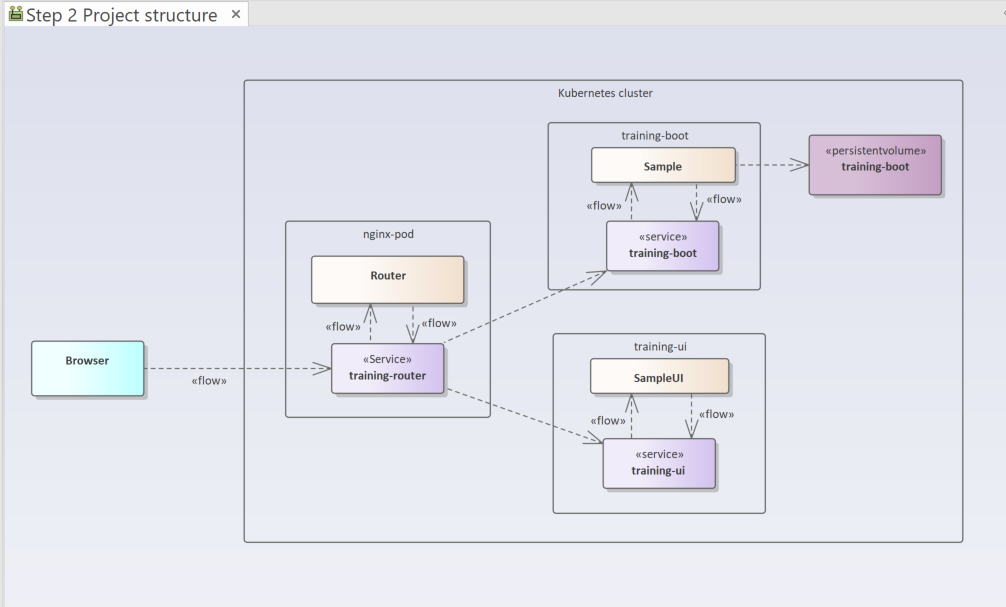 Step 2 Project structure
Kubernetes cluster
training-boot
Sample
«persistentvolume»
training-boot
«flow»
«flow»
«service»
training-boot
nginx-pod
Router
«flow»
«flow»
«Service»
training-router
Browser
«flow»
training-ui
SampleUI
«flow»
«flow»
«service»
training-ui